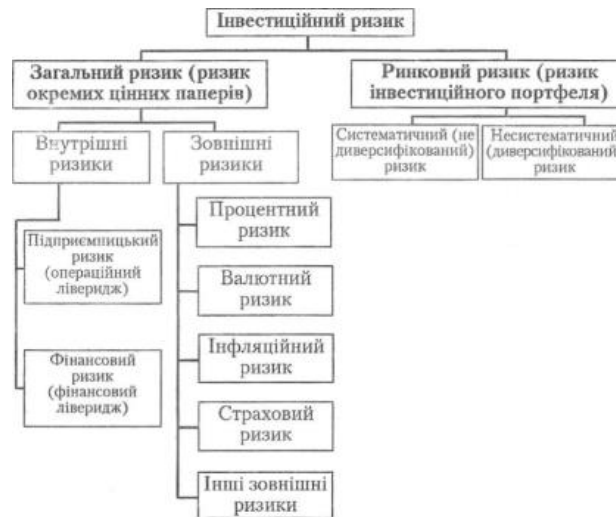 Інвестиційний ризик
Загальний ризик (ризик
окремих цінних паперів)
Ринковий ризик (ризик
інвестиційного портфеля)
Внутрішні
ризики
Зовнішні
ризики
Систематичний (не
диверсифікований)
ризик
Несистематичний
(диверсифікований)
ризик
Підприємницький
ризик
(операційний
ліверидж)
Фінансовий
ризик
(фінансовий
ліверидж)
Процентний
ризик
Валютний
ризик
Інфляційний
ризик
Страховий
ризик
Інші зовнішні
ризики